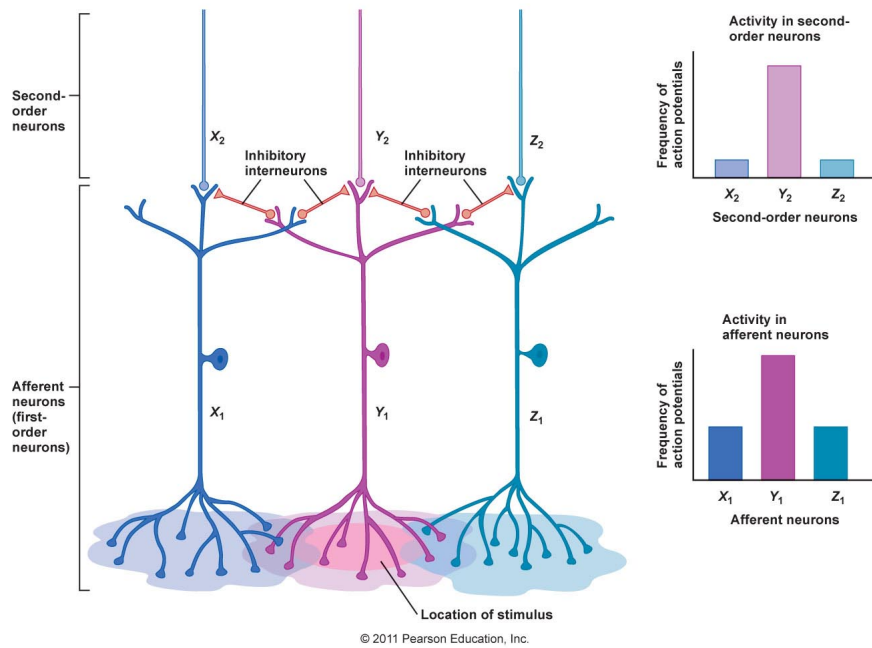 Second-
order
neurons
X2
Y2
Z2
Inhibitory
interneurons
Inhibitory
interneurons
Afferent
neurons
(first-
order
neurons)
X1
Y1
Z1
Location of stimulus
Activity in second-
order neurons
Frequency of
action potentials
X2 Y2 Z2
Second-order neurons
Activity in
afferent neurons
Frequency of
action potentials
X1 Y1 Z1
Afferent neurons
© 2011 Pearson Education, Inc.